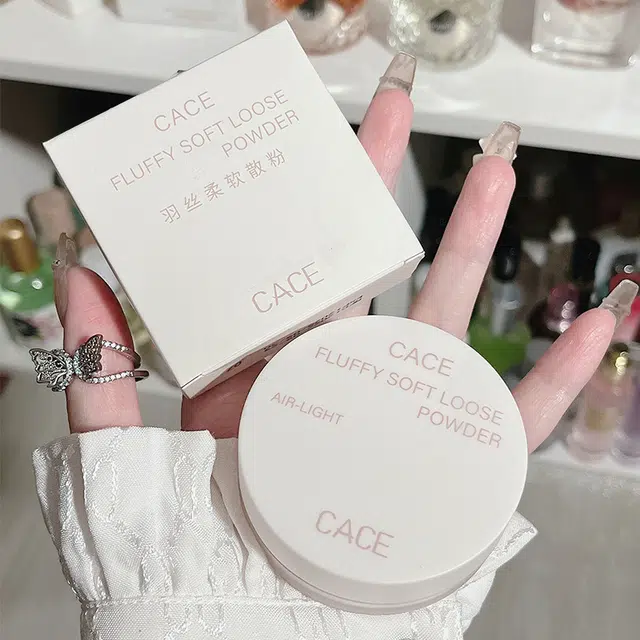 CACE
FLUFFY SOFT LOOSE
POWDER
羽丝柔软散粉
CACE
CACE
FLUFFY SOFT LOOSE
POWDER
AIR-LIGHT
CACE